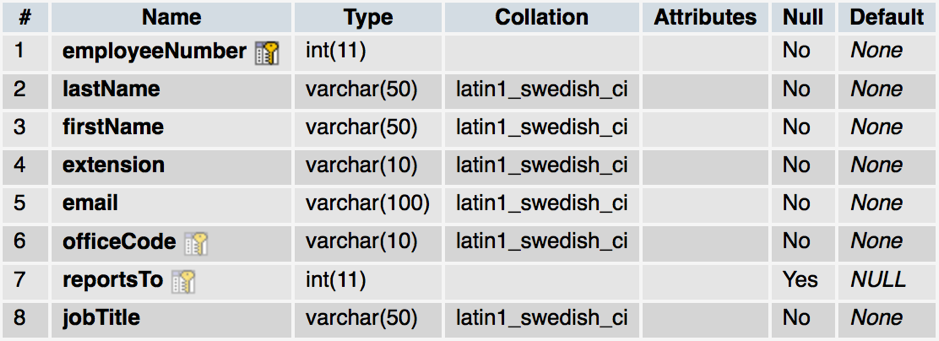 # Name Type Collation Attributes Null Default
1 employeeNumber int(11) No None
2 lastName varchar(50) latin1_swedish_ci No None
3 firstName varchar(50) latin1_swedish_ci No None
4 extension varchar(10) latin1_swedish_ci No None
5 email varchar(100) latin1_swedish_ci No None
6 officeCode varchar(10) latin1_swedish_ci No None
7 reportsTo int(11) Yes NULL
8 jobTitle varchar(50) latin1_swedish_ci No None